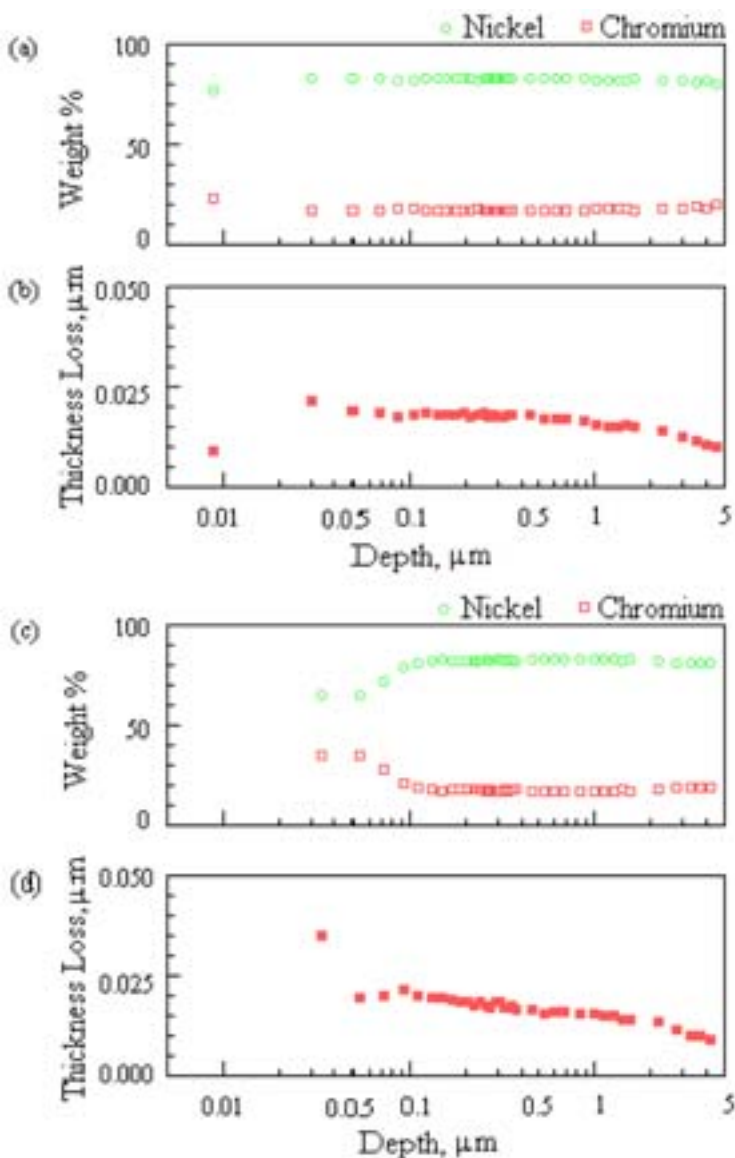 (a)
Nickel Chromium
100
50
0
Weight %
(b)
0.050
0.025
0.000
Thickness Loss, μm
0.01 0.05 0.1 0.5 1 5
Depth, μm
(c)
Nickel Chromium
100
50
0
Weight %
(d)
0.050
0.025
0.000
Thickness Loss, μm
0.01 0.05 0.1 0.5 1 5
Depth, μm